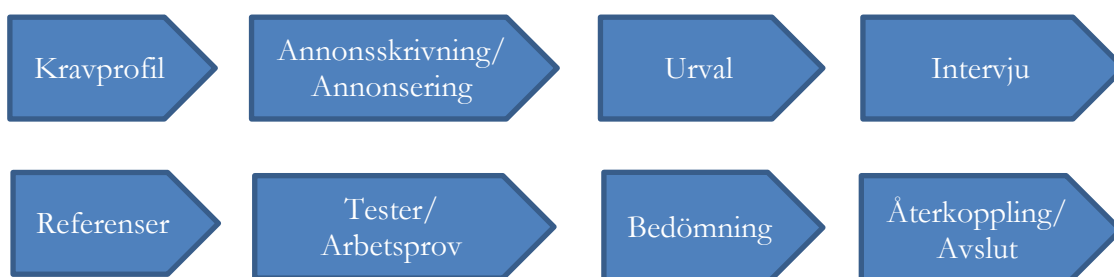 Kravprofil
Annonsskrivning/
Annonsering
Urval
Intervju
Referenser
Tester/
Arbetsprov
Bedömning
Återkoppling/
Avslut